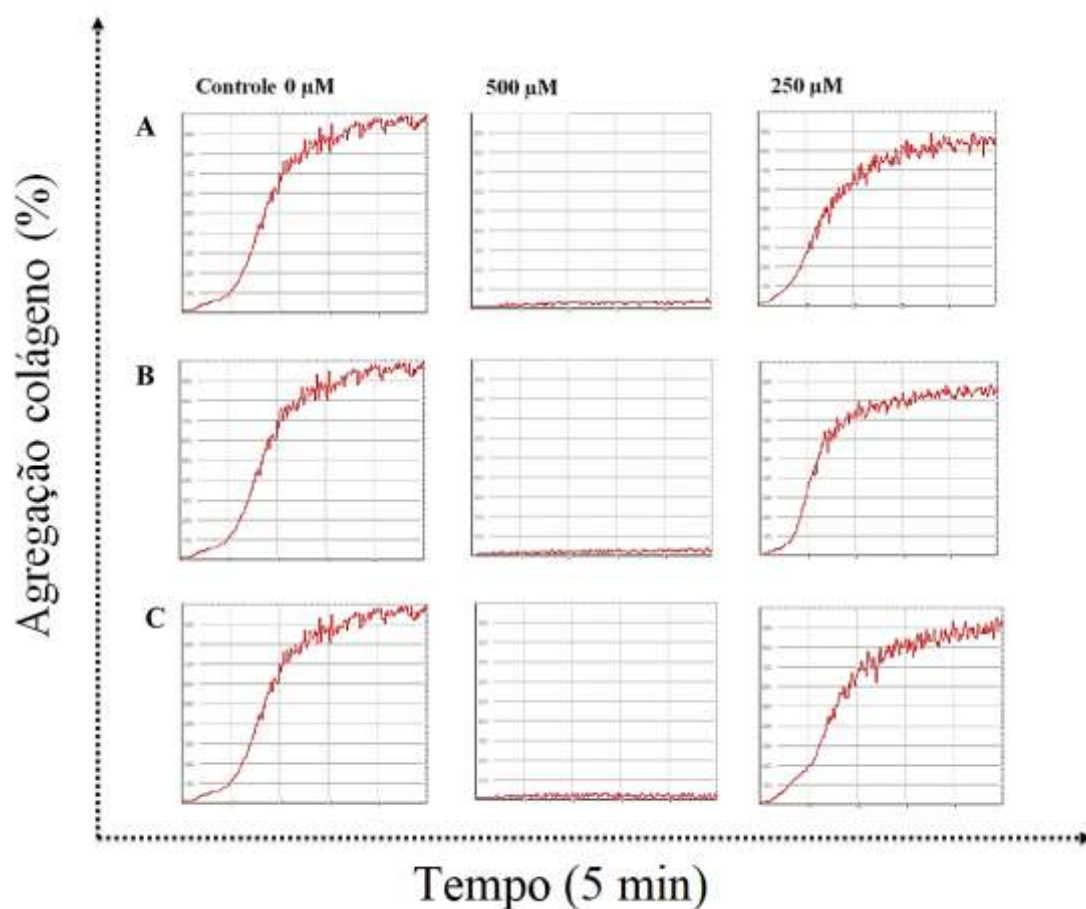 Controle 0 µM
500 µM
250 µM
A
B
C
Agregação colágeno (%)
Tempo (5 min)